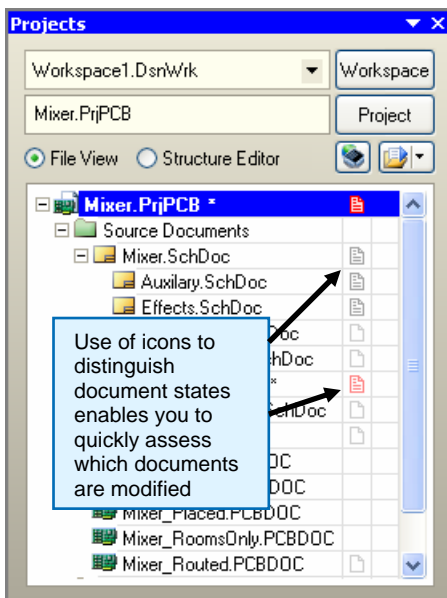 Projects
Workspace1.DsnWrk
Workspace
Mixer.PrjPCB
Project
File View
Structure Editor
Mixer.PrjPCB *
Source Documents
Mixer.SchDoc
Auxilary.SchDoc
Effects.SchDoc
Use of icons to
distinguish
document states
enables you to
quickly assess
which documents
are modified
Mixer_Placed.PCBDOC
Mixer_RoomsOnly.PCBDOC
Mixer_Routed.PCBDOC